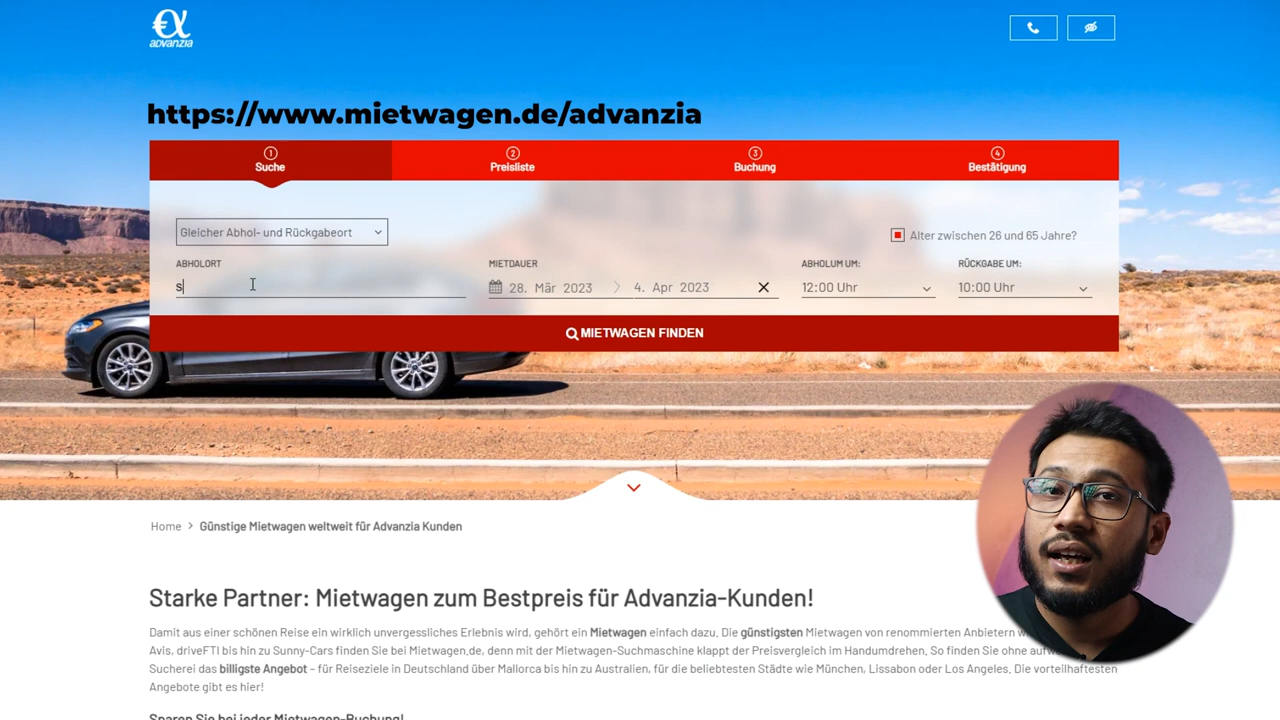 €α
advanzia
https://www.mietwagen.de/advanzia
1 2 3 4
Suche Preisliste Buchung Bestätigung
Gleicher Abhol- und Rückgabeort Alter zwischen 26 und 65 Jahre?
ABHOLORT MIETDAUER ABHOLUM UM: RÜCKGABE UM:
s 28. Mär 2023 4. Apr 2023 12:00 Uhr 10:00 Uhr
MIETWAGEN FINDEN
Home > Günstige Mietwagen weltweit für Advanzia Kunden
Starke Partner: Mietwagen zum Bestpreis für Advanzia-Kunden!
Damit aus einer schönen Reise ein wirklich unvergessliches Erlebnis wird, gehört ein Mietwagen einfach dazu. Die günstigsten Mietwagen von renommierten Anbietern
Avis, driveFTI bis hin zu Sunny-Cars finden Sie bei Mietwagen.de, denn mit der Mietwagen-Suchmaschine klappt der Preisvergleich im Handumdrehen. So finden Sie ohne
Sucherei das billigste Angebot – für Reiseziele in Deutschland über Mallorca bis hin zu Australien, für die beliebtesten Städte wie München, Lissabon oder Los Angeles. Die vorteilhaftesten
Angebote gibt es hier!
Sparen Sie bei jeder Mietwagen-Buchung!